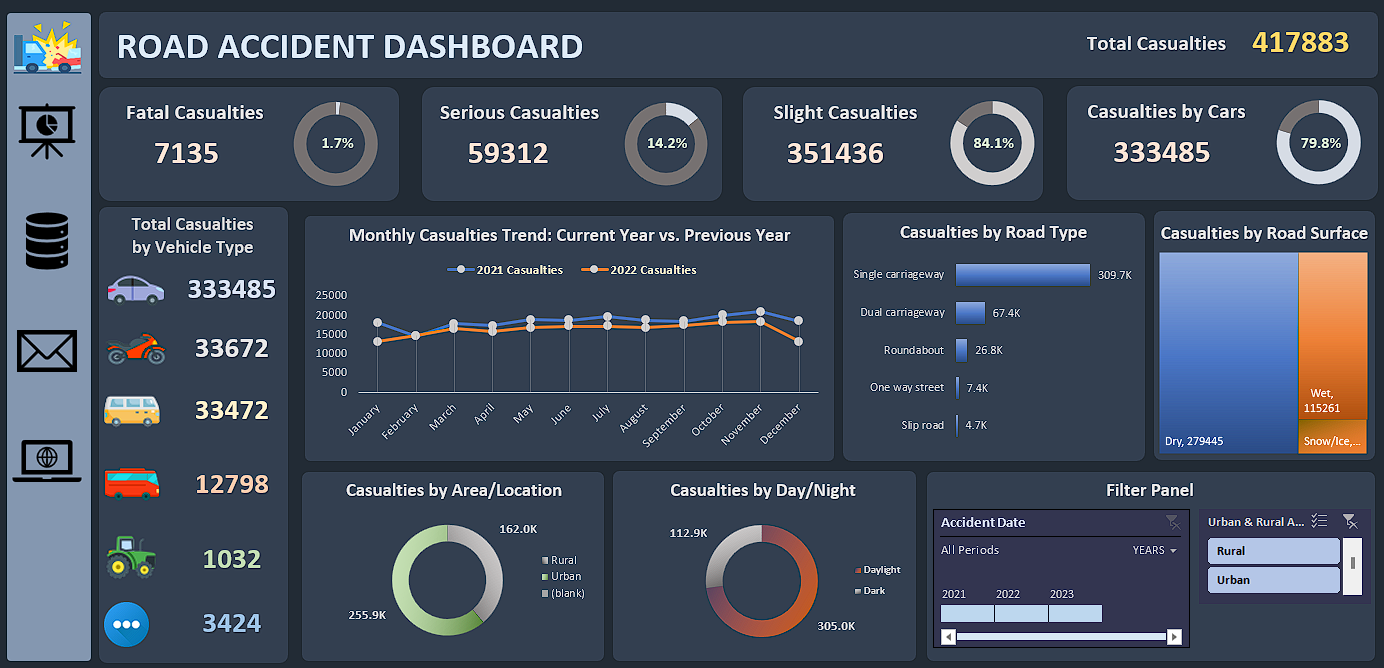 ROAD ACCIDENT DASHBOARD
Total Casualties 417883
Fatal Casualties
7135
1.7%
Serious Casualties
59312
14.2%
Slight Casualties
351436
84.1%
Casualties by Cars
333485
79.8%
Total Casualties
by Vehicle Type
333485
33672
33472
12798
1032
3424
Monthly Casualties Trend: Current Year vs. Previous Year
2021 Casualties 2022 Casualties
25000
20000
15000
10000
5000
0
January February March April May June July August September October November December
Casualties by Road Type
Single carriageway 309.7K
Dual carriageway 67.4K
Roundabout 26.8K
One way street 7.4K
Slip road 4.7K
Casualties by Road Surface
Wet,
115261
Dry, 279445
Snow/Ice,...
Casualties by Area/Location
162.0K
255.9K
Rural
Urban
(blank)
Casualties by Day/Night
112.9K
305.0K
Daylight
Dark
Filter Panel
Accident Date
All Periods YEARS
2021 2022 2023
Urban & Rural A...
Rural
Urban